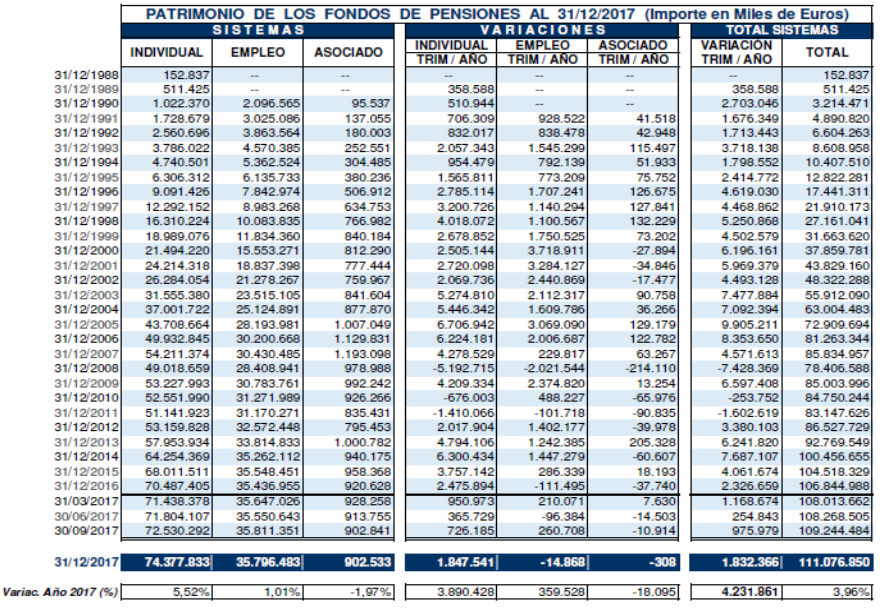 PATRIMONIO DE LOS FONDOS DE PENSIONES AL 31/12/2017 (Importe en Miles de Euros)
SISTEMAS VARIACIONES TOTAL SISTEMAS
INDIVIDUAL EMPLEO ASOCIADO INDIVIDUAL EMPLEO ASOCIADO VARIACIÓN TOTAL
TRIM / AÑO TRIM / AÑO TRIM / AÑO TRIM / AÑO
31/12/1988 152.837 -- -- -- -- -- -- 152.837
31/12/1989 511.425 -- -- 358.588 -- -- 358.588 511.425
31/12/1990 1.022.370 2.096.565 95.537 510.944 -- -- 2.703.046 3.214.471
31/12/1991 1.728.679 3.025.086 137.055 706.309 928.522 41.518 1.676.349 4.890.820
31/12/1992 2.560.696 3.863.564 180.003 832.017 838.478 42.948 1.713.443 6.604.263
31/12/1993 3.786.022 4.570.385 252.551 2.057.343 1.545.299 115.497 3.718.138 8.608.958
31/12/1994 4.740.501 5.362.524 304.485 954.479 792.139 51.933 1.798.552 10.407.510
31/12/1995 6.306.312 6.135.733 380.236 1.565.811 773.209 75.752 2.414.772 12.822.281
31/12/1996 9.091.426 7.842.974 506.912 2.785.114 1.707.241 126.675 4.619.030 17.441.311
31/12/1997 12.292.152 8.983.268 634.753 3.200.726 1.140.294 127.841 4.468.862 21.910.173
31/12/1998 16.310.224 10.083.835 766.982 4.018.072 1.100.567 132.229 5.250.868 27.161.041
31/12/1999 18.989.076 11.834.360 840.184 2.678.852 1.750.525 73.202 4.502.579 31.663.620
31/12/2000 21.494.220 15.553.271 812.290 2.505.144 3.718.911 -27.894 6.196.161 37.859.781
31/12/2001 24.214.318 18.837.398 777.444 2.720.098 3.284.127 -34.846 5.969.379 43.829.160
31/12/2002 26.284.054 21.278.267 759.967 2.069.736 2.440.869 -17.477 4.493.128 48.322.288
31/12/2003 31.555.380 23.515.105 841.604 5.274.810 2.112.317 90.758 7.477.884 55.912.090
31/12/2004 37.001.722 25.124.891 877.870 5.446.342 1.609.786 36.266 7.092.394 63.004.483
31/12/2005 43.708.664 28.193.981 1.007.049 6.706.942 3.069.090 129.179 9.905.211 72.909.694
31/12/2006 49.932.845 30.200.668 1.129.831 6.224.181 2.006.687 122.782 8.353.650 81.263.344
31/12/2007 54.211.374 30.430.485 1.193.098 4.278.529 229.817 63.267 4.571.613 85.834.957
31/12/2008 49.018.659 28.408.941 978.988 -5.192.715 -2.021.544 -214.110 -7.428.369 78.406.588
31/12/2009 53.227.993 30.783.761 992.242 4.209.334 2.374.820 13.254 6.597.408 85.003.996
31/12/2010 52.551.990 31.271.989 926.266 -676.003 488.227 -65.976 -253.752 84.750.244
31/12/2011 51.141.923 31.170.271 835.431 -1.410.066 -101.718 -90.835 -1.602.619 83.147.626
31/12/2012 53.159.828 32.572.448 795.453 2.017.904 1.402.177 -39.978 3.380.103 86.527.729
31/12/2013 57.953.934 33.814.833 1.000.782 4.794.106 1.242.385 205.328 6.241.820 92.769.549
31/12/2014 64.254.369 35.262.112 940.175 6.300.434 1.447.279 -60.607 7.687.107 100.456.655
31/12/2015 68.011.511 35.548.451 958.368 3.757.142 286.339 18.193 4.061.674 104.518.329
31/12/2016 70.487.405 35.436.955 920.628 2.475.894 -111.495 -37.740 2.326.659 106.844.988
31/03/2017 71.438.378 35.647.026 928.258 950.973 210.071 7.630 1.168.674 108.013.662
30/06/2017 71.804.107 35.550.643 913.755 365.729 -96.384 -14.503 254.843 108.268.505
30/09/2017 72.530.292 35.811.351 902.841 726.185 260.708 -10.914 975.979 109.244.484
31/12/2017 74.377.833 35.796.483 902.533 1.847.541 -14.868 -308 1.832.366 111.076.850
Variac. Año 2017 (%) 5,52% 1,01% -1,97% 3.890.428 359.528 -18.095 4.231.861 3,96%